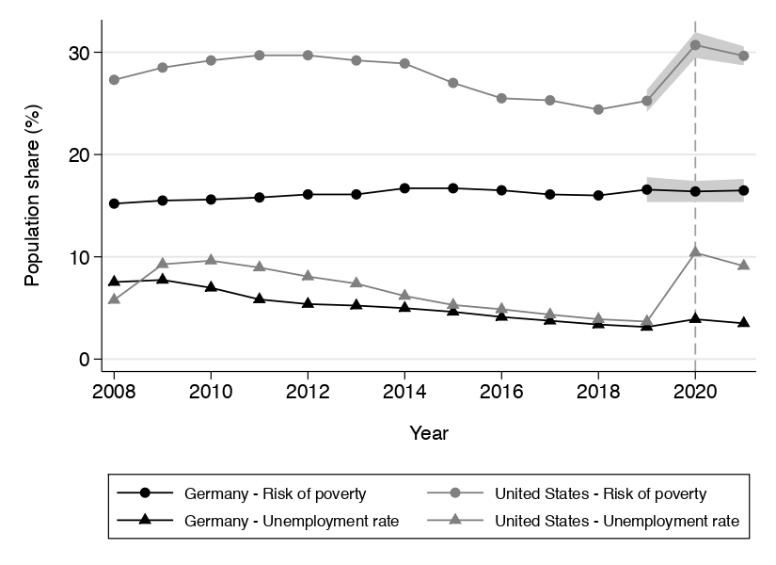 30
20
10
0
Population share (%)
2008 2010 2012 2014 2016 2018 2020
Year
Germany - Risk of poverty United States - Risk of poverty
Germany - Unemployment rate United States - Unemployment rate